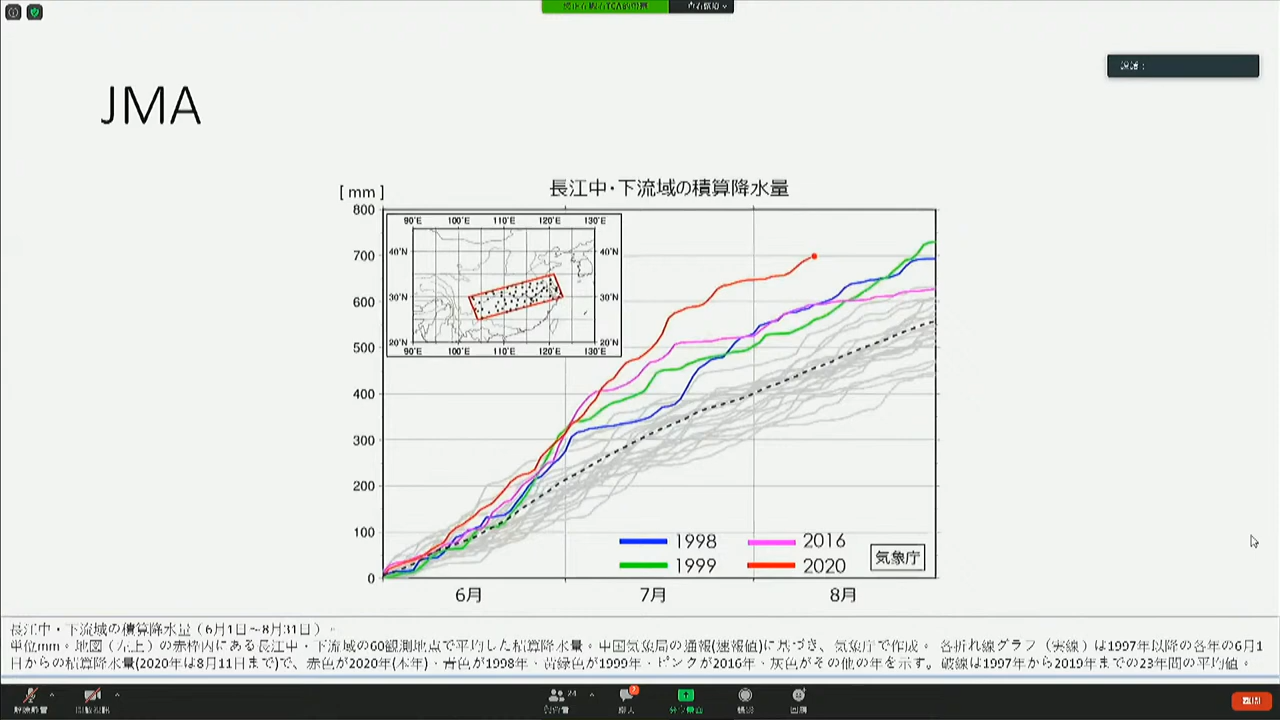 JMA
長江中・下流域の積算降水量
[ mm ]
800
700
600
500
400
300
200
100
0
90°E 100°E 110°E 120°E 130°E
40°N 40°N
30°N 30°N
20°N 20°N
90°E 100°E 110°E 120°E 130°E
1998 2016
1999 2020
気象庁
6月 7月 8月
長江中・下流域の積算降水量（6月1日～8月31日）
単位mm。地図（左上）の赤枠内にある長江中・下流域の60観測地点で平均した積算降水量。中国気象局の通報(速報値)に基づき、気象庁で作成。 各折れ線グラフ（実線）は1997年以降の各年の6月1
日からの積算降水量(2020年は8月11日まで)で、赤色が2020年(本年)・青色が1998年・黄緑色が1999年・ピンクが2016年・灰色がその他の年を示す。破線は1997年から2019年までの23年間の平均値。
24
7
離開